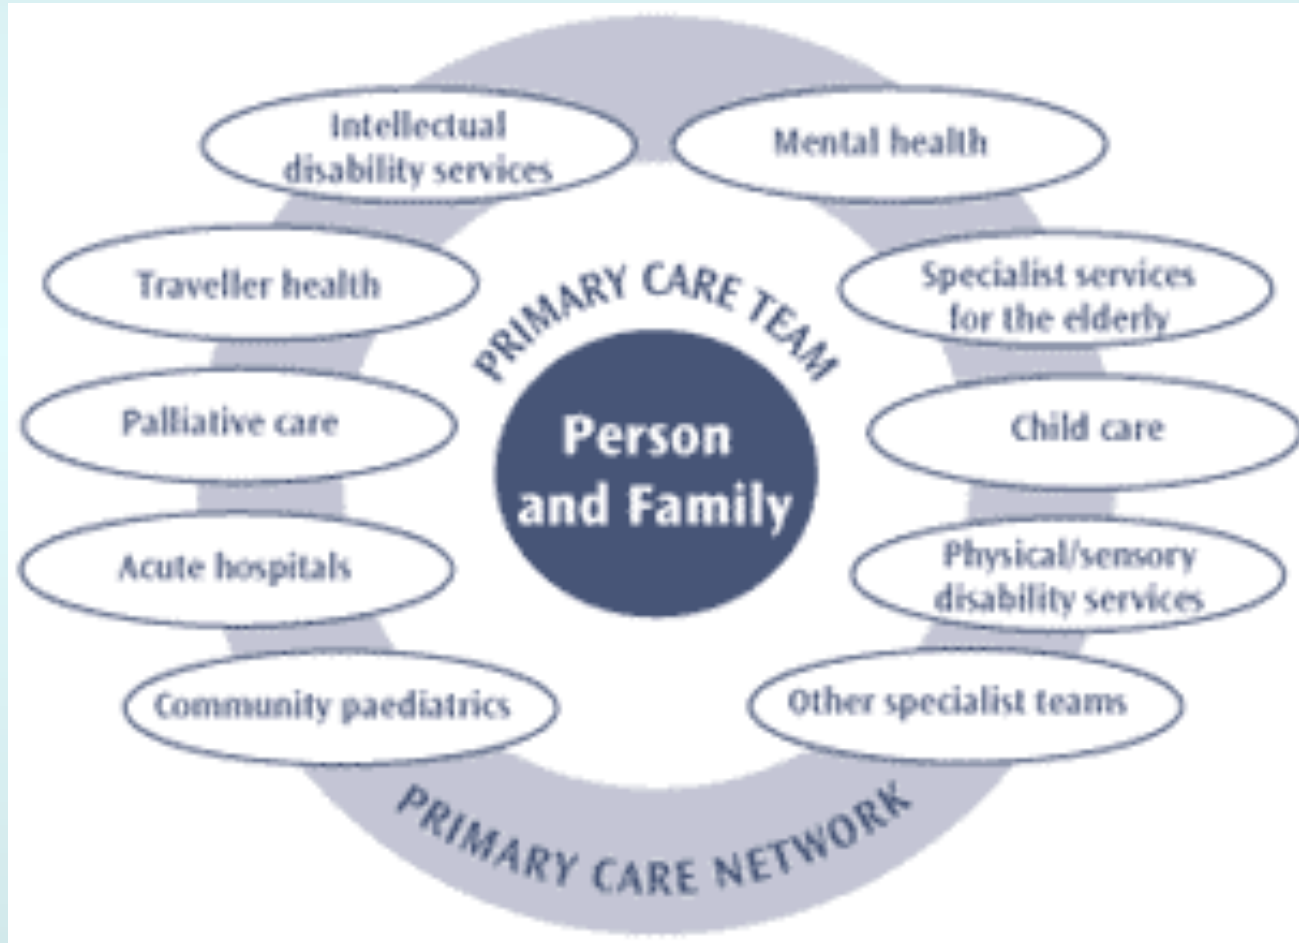 Intellectual
disability services
Mental health
Traveller health
Specialist services
for the elderly
PRIMARY CARE TEAM
Person
and Family
Palliative care
Child care
Acute hospitals
Physical/sensory
disability services
Community paediatrics
Other specialist teams
PRIMARY CARE NETWORK